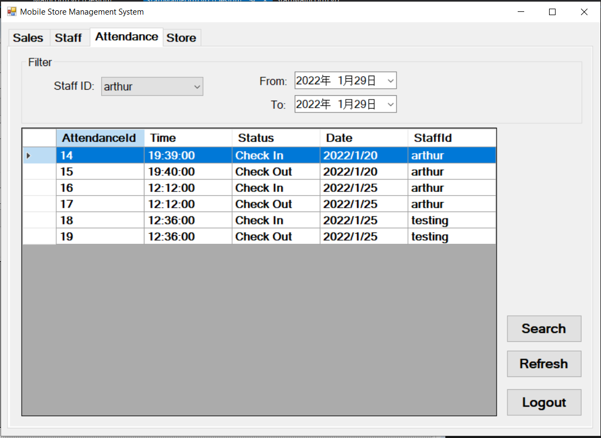 Mobile Store Management System
Sales Staff Attendance Store
Filter
Staff ID: arthur
From: 2022年 1月29日
To: 2022年 1月29日
AttendanceId Time Status Date StaffId
14 19:39:00 Check In 2022/1/20 arthur
15 19:40:00 Check Out 2022/1/20 arthur
16 12:12:00 Check In 2022/1/25 arthur
17 12:12:00 Check Out 2022/1/25 arthur
18 12:36:00 Check In 2022/1/25 testing
19 12:36:00 Check Out 2022/1/25 testing
Search
Refresh
Logout